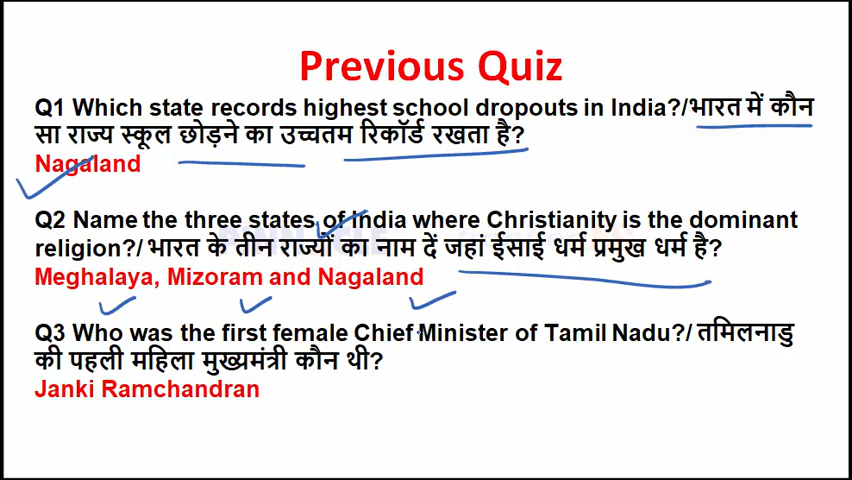 Previous Quiz
Q1 Which state records highest school dropouts in India?/भारत में कौन
सा राज्य स्कूल छोड़ने का उच्चतम रिकॉर्ड रखता है?
Nagaland
Q2 Name the three states of India where Christianity is the dominant
religion?/ भारत के तीन राज्यों का नाम दें जहां ईसाई धर्म प्रमुख धर्म है?
Meghalaya, Mizoram and Nagaland
Q3 Who was the first female Chief Minister of Tamil Nadu?/ तमिलनाडु
की पहली महिला मुख्यमंत्री कौन थी?
Janki Ramchandran